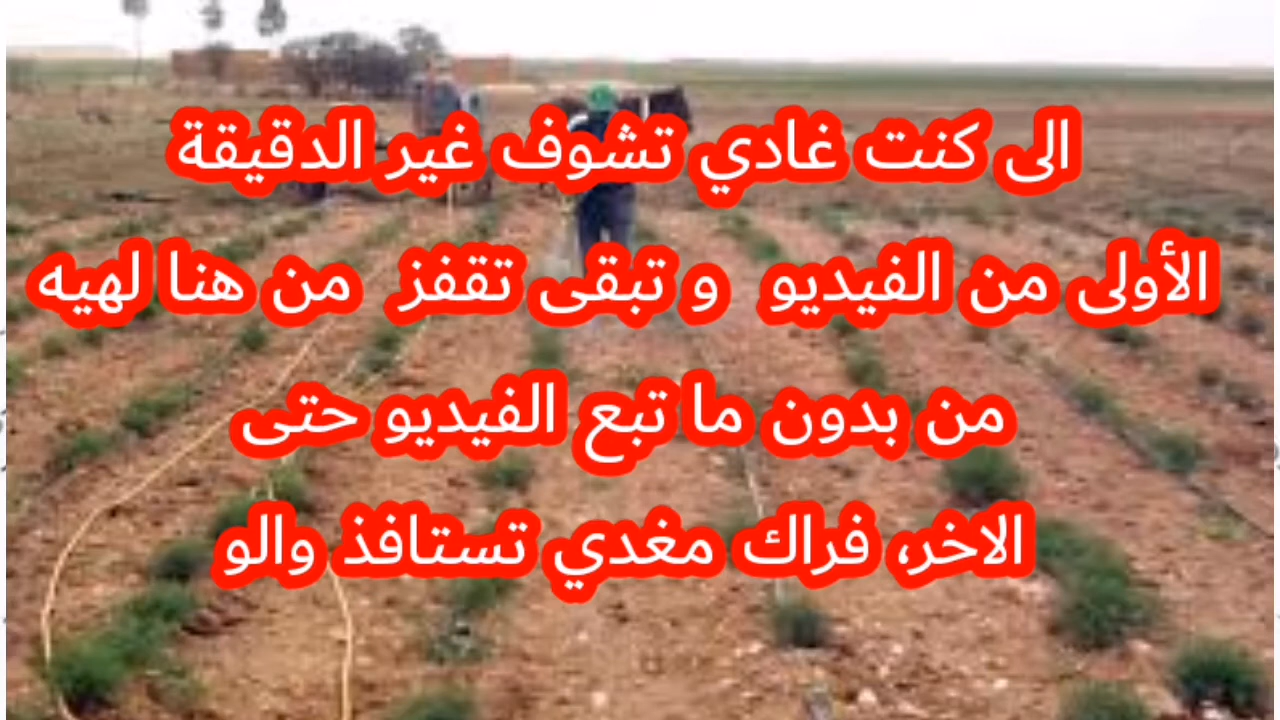 الى كنت غادي تشوف غير الدقيقة
الأولى من الفيديو و تبقى تقفز من هنا لهيه
من بدون ما تبع الفيديو حتى
الاخر، فراك مغدي تستافذ والو